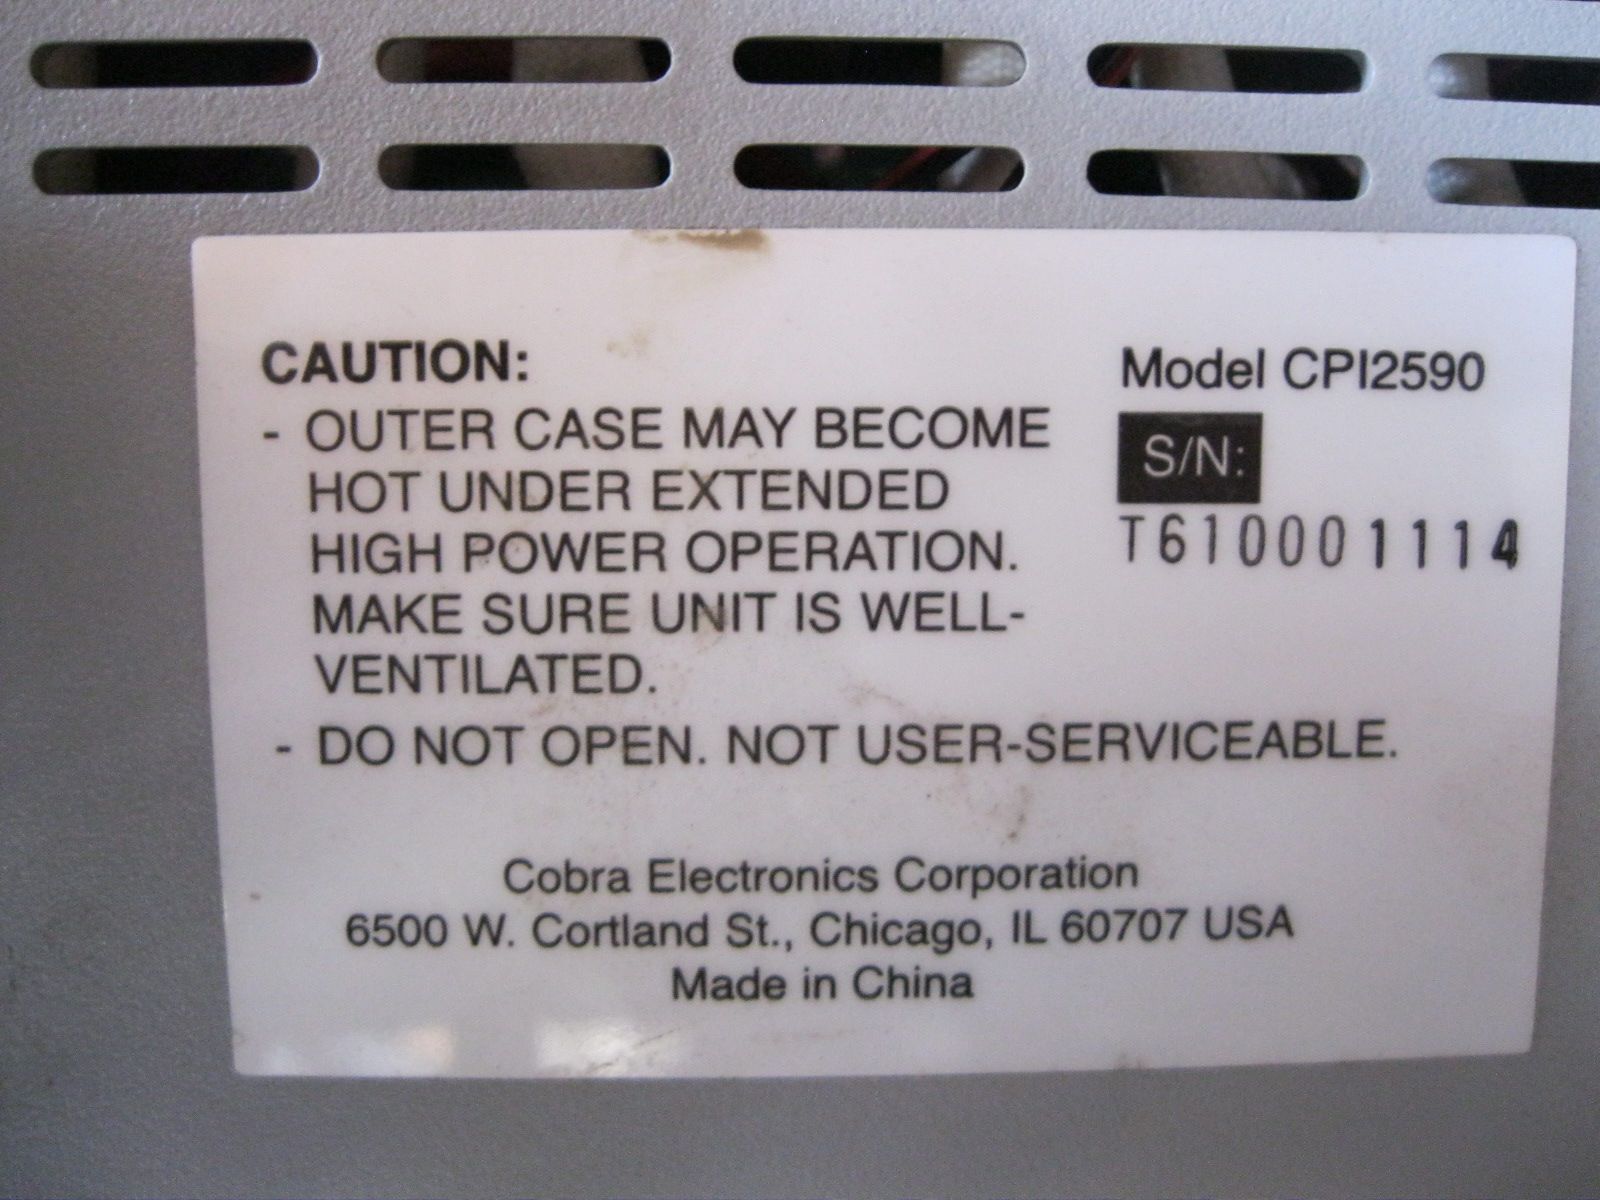 CAUTION:
- OUTER CASE MAY BECOME
HOT UNDER EXTENDED
HIGH POWER OPERATION.
MAKE SURE UNIT IS WELL-
VENTILATED.
- DO NOT OPEN. NOT USER-SERVICEABLE.
Model CPI2590
S/N:
T610001114
Cobra Electronics Corporation
6500 W. Cortland St., Chicago, IL 60707 USA
Made in China